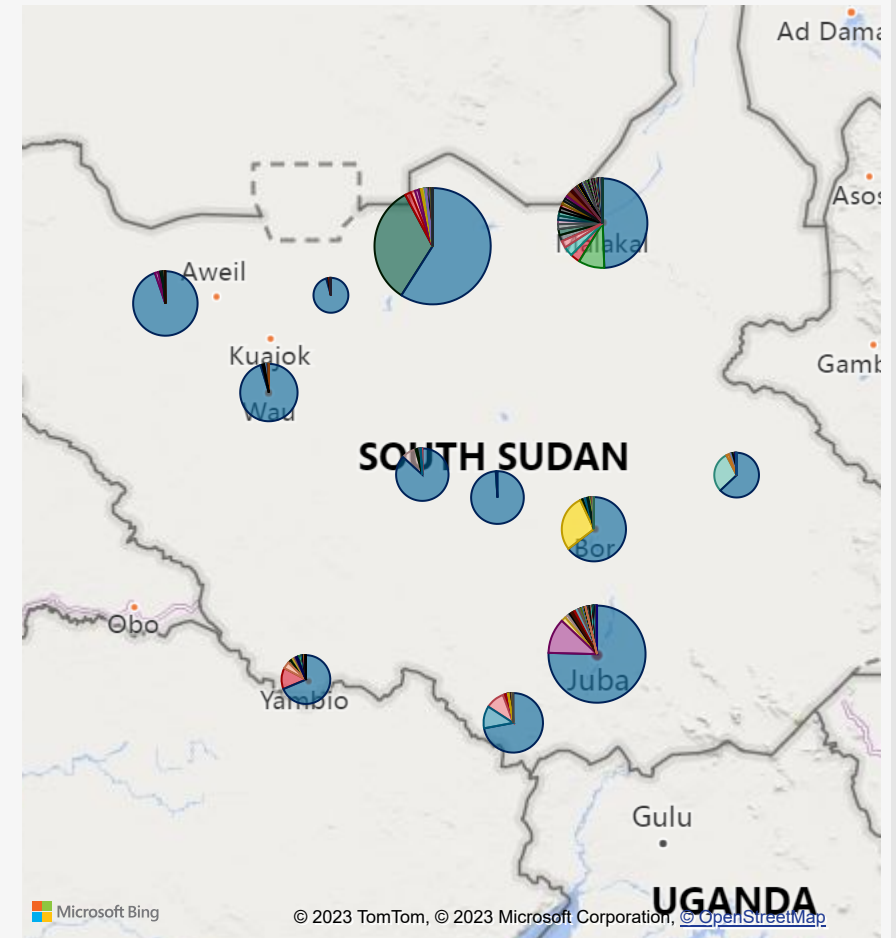 Ad Dama
Asos
Malakal
Aweil
Kuajok
Gamb
Wau
SOUTH SUDAN
Bor
Obo
Juba
Yambio
Gulu
UGANDA
Microsoft Bing
© 2023 TomTom, © 2023 Microsoft Corporation, © OpenStreetMap